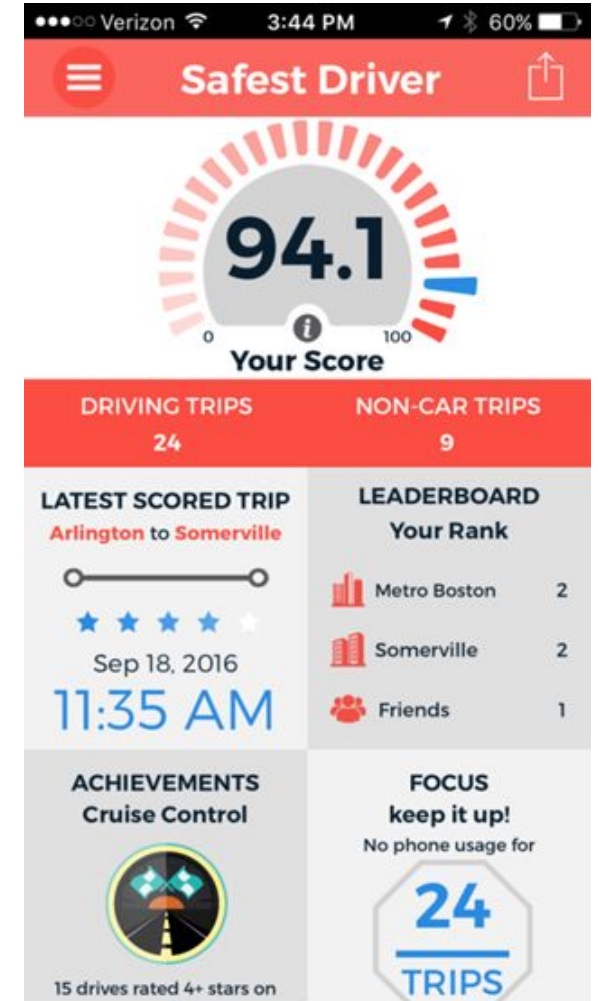 Verizon 3:44 PM 60%
Safest Driver
94.1
0 i 100
Your Score
DRIVING TRIPS
24
NON-CAR TRIPS
9
LATEST SCORED TRIP
Arlington to Somerville
Sep 18, 2016
11:35 AM
LEADERBOARD
Your Rank
Metro Boston 2
Somerville 2
Friends 1
ACHIEVEMENTS
Cruise Control
15 drives rated 4+ stars on
FOCUS
keep it up!
No phone usage for
24
TRIPS